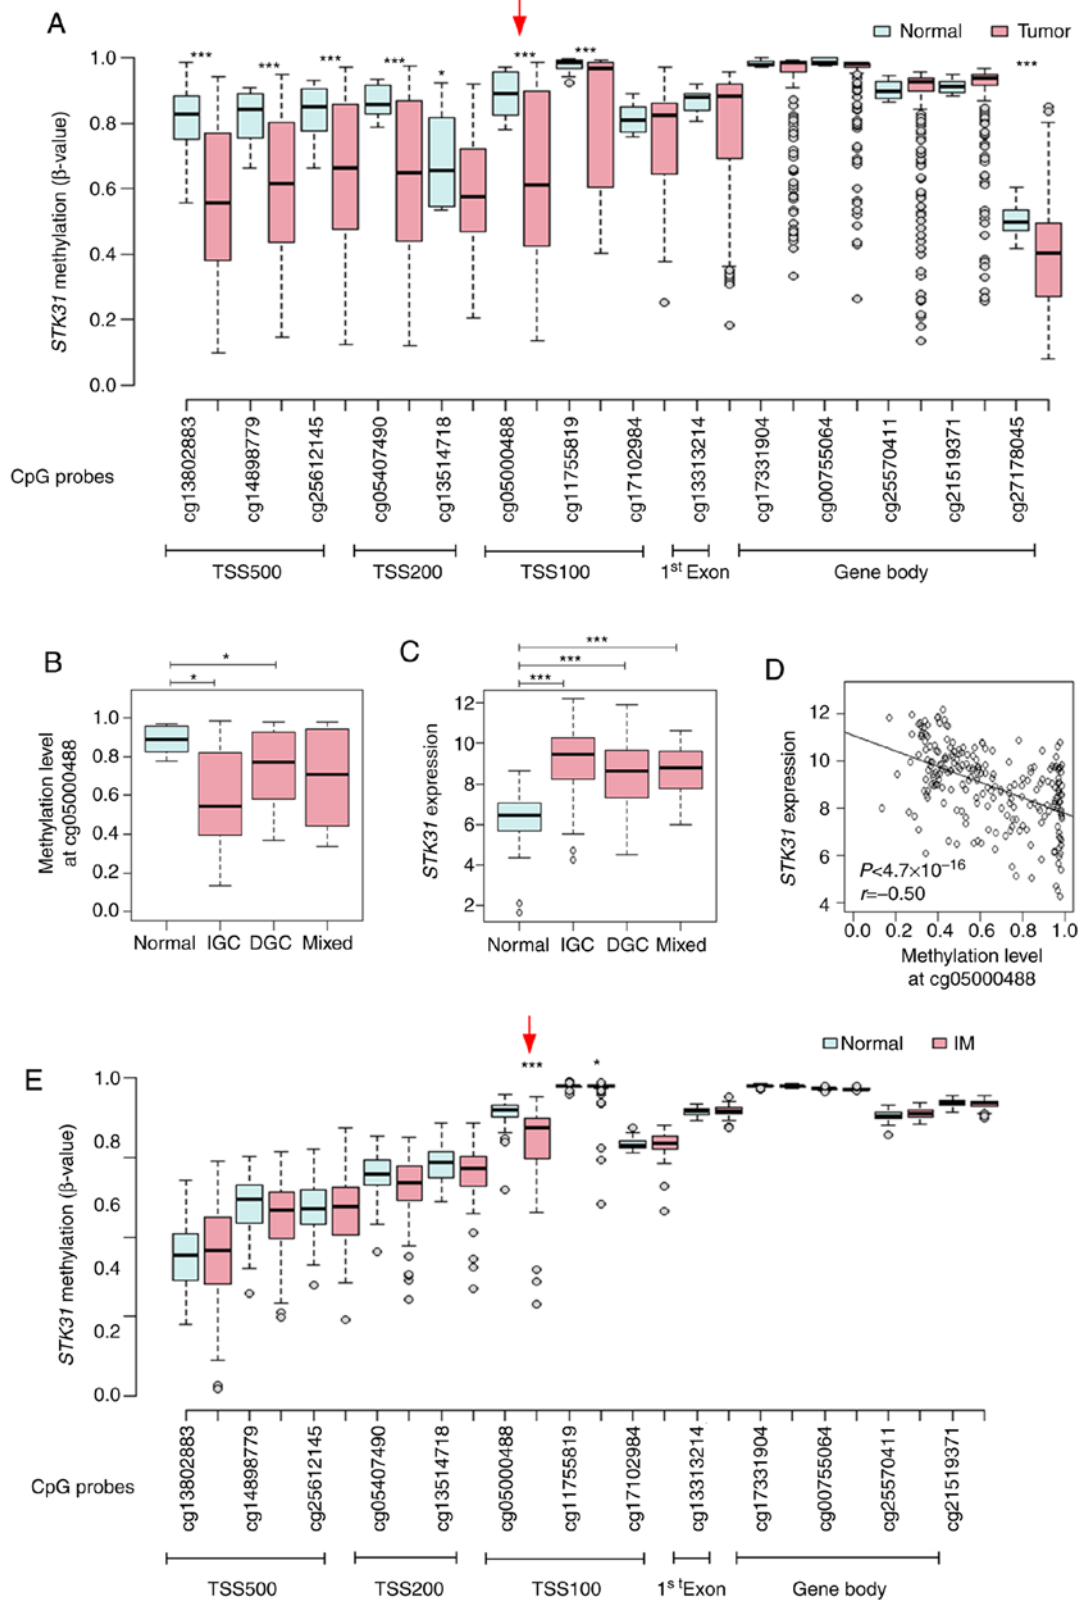 A
Normal Tumor
*** *** *** *** * *** *** ***
1.0
0.8
0.6
0.4
0.2
0.0
STK31 methylation (β-value)
CpG probes
cg13802883
cg14898779
cg25612145
cg05407490
cg13514718
cg05000488
cg11755819
cg17102984
cg13313214
cg17331904
cg00755064
cg25570411
cg21519371
cg27178045
TSS500 TSS200 TSS100 1st Exon Gene body
B
*
*
1.0
0.8
0.6
0.4
0.2
0.0
Methylation level
at cg05000488
Normal IGC DGC Mixed
C
***
***
***
12
10
8
6
4
2
STK31 expression
Normal IGC DGC Mixed
D
12
10
8
6
4
STK31 expression
P<4.7×10−16
r=−0.50
0.0 0.2 0.4 0.6 0.8 1.0
Methylation level
at cg05000488
E
Normal IM
*** *
1.0
0.8
0.6
0.4
0.2
0.0
STK31 methylation (β-value)
CpG probes
cg13802883
cg14898779
cg25612145
cg05407490
cg13514718
cg05000488
cg11755819
cg17102984
cg13313214
cg17331904
cg00755064
cg25570411
cg21519371
TSS500 TSS200 TSS100 1st Exon Gene body